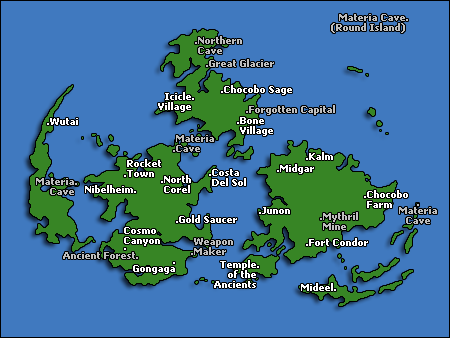 Materia Cave.
(Round Island)
.Northern
Cave
.Great Glacier
Icicle.
Village
.Chocobo Sage
.Forgotten Capital
.Bone
Village
.Wutai
Materia
.Cave
Rocket
.Town
.Kalm
.Midgar
Materia.
Cave
Nibelheim.
.North
Corel
.Costa
Del Sol
.Chocobo
Farm
.Gold Saucer
.Junon
.Mythril
Mine
Materia
Cave
Cosmo
Canyon
Weapon
.Maker
.Fort Condor
Ancient Forest.
Gongaga
Temple.
of the
Ancients
Mideel.